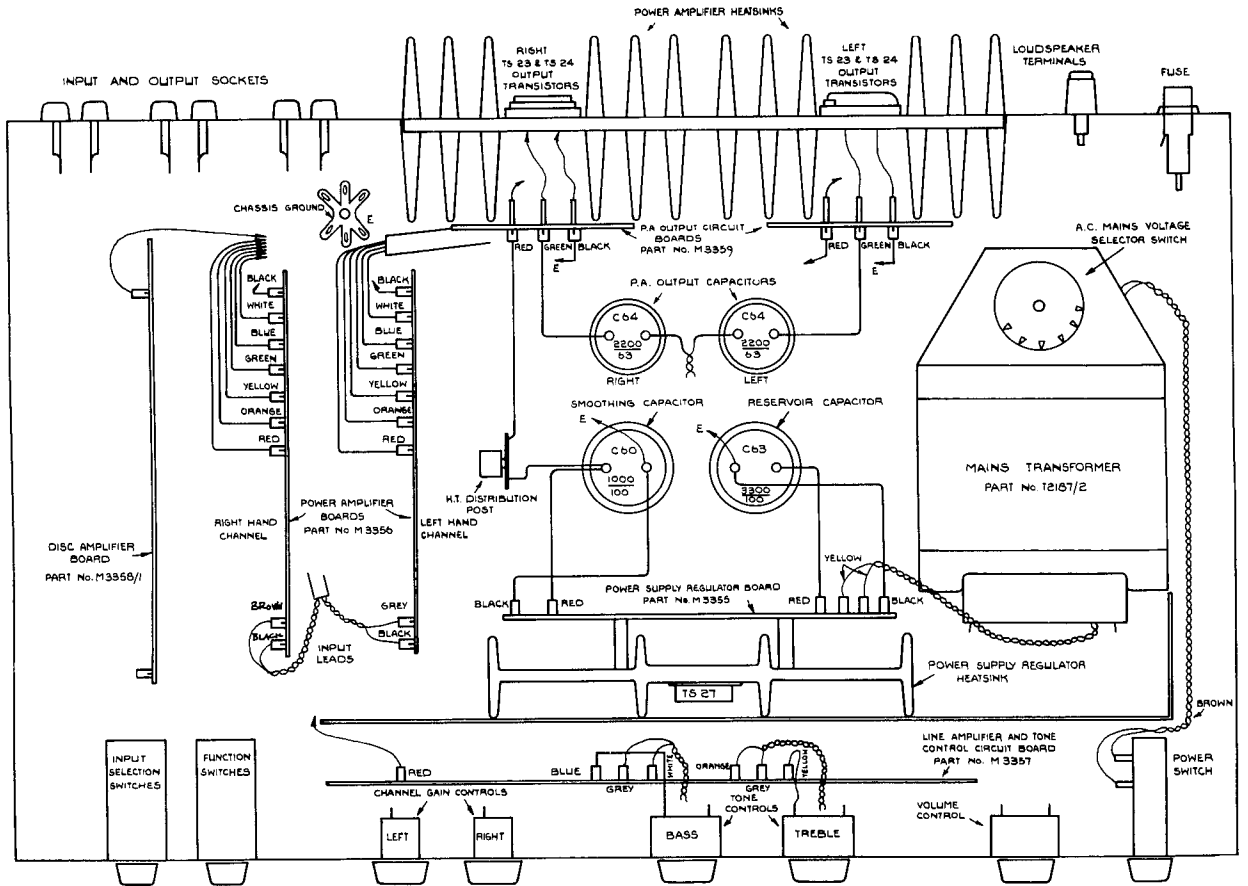 POWER AMPLIFIER HEATSINKS
INPUT AND OUTPUT SOCKETS
RIGHT
TS 23 & TS 24
OUTPUT
TRANSISTORS
LEFT
TS 23 & TS 24
OUTPUT
TRANSISTORS
LOUDSPEAKER
TERMINALS
FUSE
CHASSIS GROUND
E
RED
GREEN
BLACK
E
P.A OUTPUT CIRCUIT
BOARDS
PART No. M3359
RED
GREEN
BLACK
E
A.C. MAINS VOLTAGE
SELECTOR SWITCH
BLACK
WHITE
BLUE
GREEN
YELLOW
ORANGE
RED
BLACK
WHITE
BLUE
GREEN
YELLOW
ORANGE
RED
P.A. OUTPUT CAPACITORS
C64
2200
63
RIGHT
C64
2200
63
LEFT
SMOOTHING CAPACITOR
RESERVOIR CAPACITOR
E
C60
1000
100
E
C63
3300
100
H.T. DISTRIBUTION
POST
MAINS TRANSFORMER
PART No. T2187/2
RIGHT HAND
CHANNEL
POWER AMPLIFIER
BOARDS
PART No M3356
LEFT HAND
CHANNEL
DISC AMPLIFIER
BOARD
PART No. M3358/1
YELLOW
BLACK
RED
POWER SUPPLY REGULATOR BOARD
PART No. M3355
RED
BLACK
BROWN
BLACK
INPUT
LEADS
GREY
BLACK
TS 27
POWER SUPPLY REGULATOR
HEATSINK
BROWN
INPUT
SELECTION
SWITCHES
FUNCTION
SWITCHES
RED
BLUE
GREY
WHITE
ORANGE
GREY
YELLOW
LINE AMPLIFIER AND TONE
CONTROL CIRCUIT BOARD
PART No. M 3357
POWER
SWITCH
CHANNEL GAIN CONTROLS
LEFT
RIGHT
TONE
CONTROLS
BASS
TREBLE
VOLUME
CONTROL